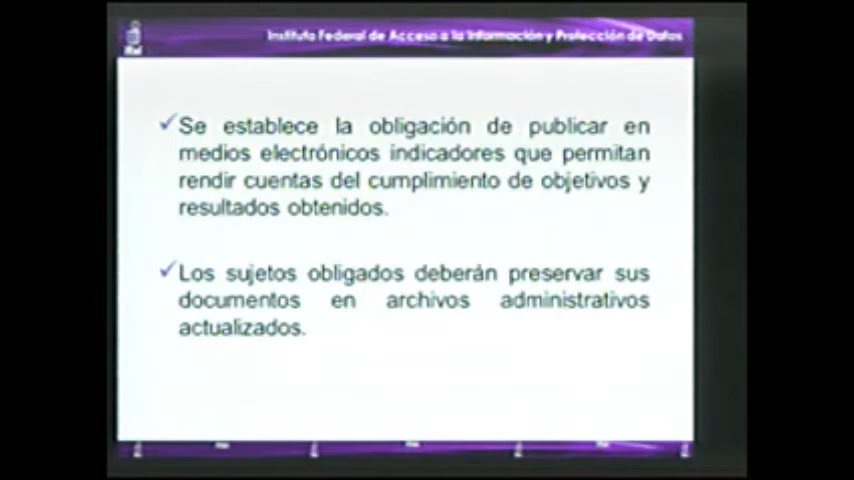 Instituto Federal de Acceso a la Información y Protección de Datos
✓Se establece la obligación de publicar en
medios electrónicos indicadores que permitan
rendir cuentas del cumplimiento de objetivos y
resultados obtenidos.
✓Los sujetos obligados deberán preservar sus
documentos en archivos administrativos
actualizados.